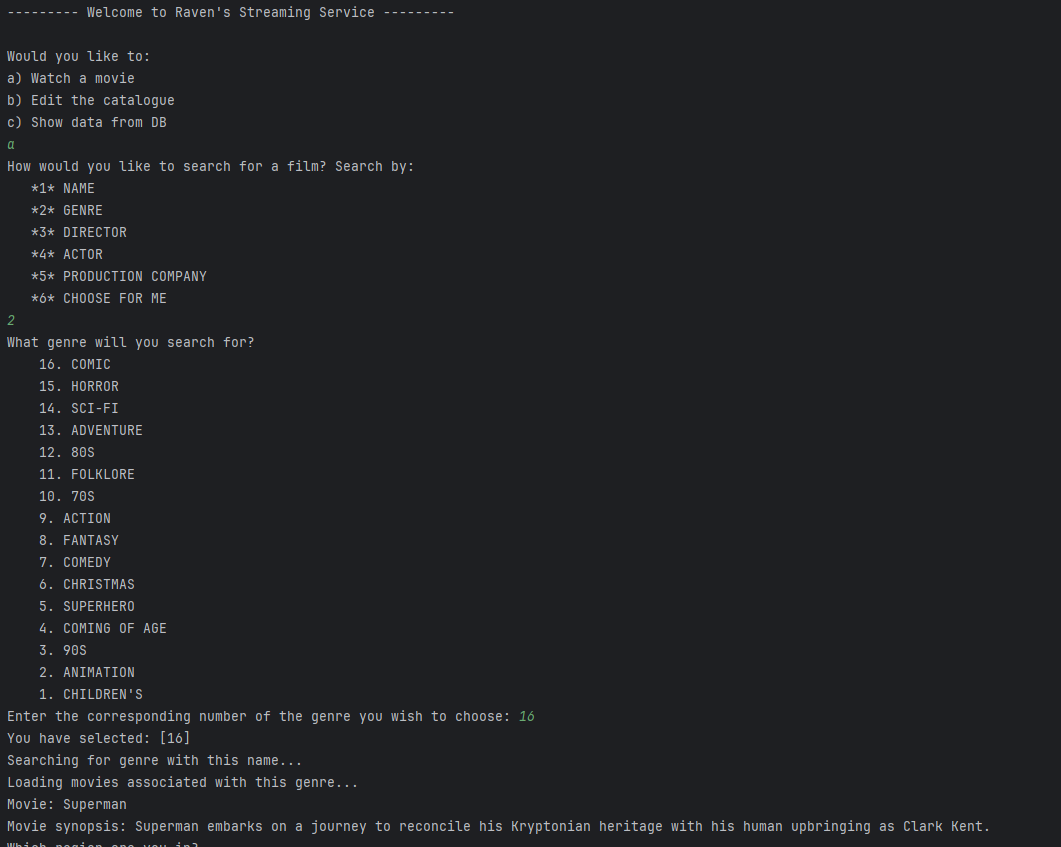 --------- Welcome to Raven's Streaming Service ---------
Would you like to:
a) Watch a movie
b) Edit the catalogue
c) Show data from DB
a
How would you like to search for a film? Search by:
*1* NAME
*2* GENRE
*3* DIRECTOR
*4* ACTOR
*5* PRODUCTION COMPANY
*6* CHOOSE FOR ME
2
What genre will you search for?
16. COMIC
15. HORROR
14. SCI-FI
13. ADVENTURE
12. 80S
11. FOLKLORE
10. 70S
9. ACTION
8. FANTASY
7. COMEDY
6. CHRISTMAS
5. SUPERHERO
4. COMING OF AGE
3. 90S
2. ANIMATION
1. CHILDREN'S
Enter the corresponding number of the genre you wish to choose: 16
You have selected: [16]
Searching for genre with this name...
Loading movies associated with this genre...
Movie: Superman
Movie synopsis: Superman embarks on a journey to reconcile his Kryptonian heritage with his human upbringing as Clark Kent.
Which region are you in?